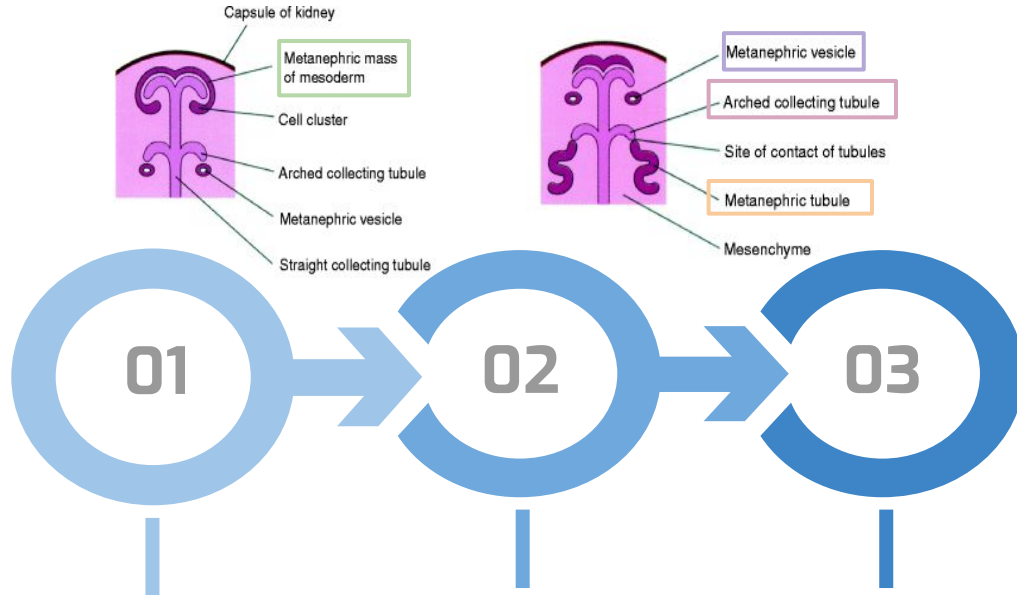 Capsule of kidney
Metanephric mass
of mesoderm
Cell cluster
Arched collecting tubule
Metanephric vesicle
Straight collecting tubule
Metanephric vesicle
Arched collecting tubule
Site of contact of tubules
Metanephric tubule
Mesenchyme
01
02
03